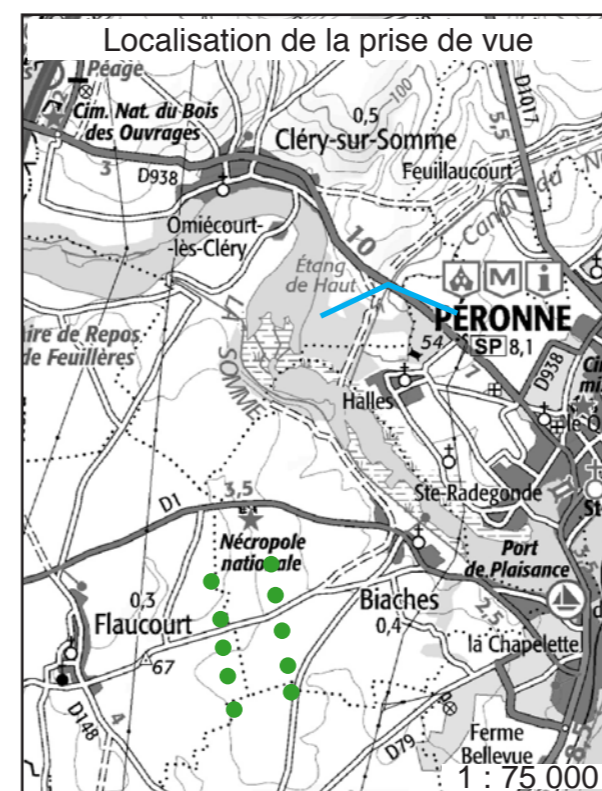 Localisation de la prise de vue
Péage
Cim. Nat. du Bois
des Ouvrages
0,5
100
5,5
D1017
Cléry-sur-Somme
Feuillaucourt
3
D938
Omiécourt-
-lès-Cléry
10
Canal du N
Étang
de Haut
M i
PÉRONNE
54
SP 8,1
LA SOMME
Aire de Repos
de Feuillères
D938
1
Halles
Ste-Radegonde
D1
3,5
Nécropole
nationale
Port
de Plaisance
0,3
Flaucourt
Biaches
0,4
2,5
la Chapelette
67
D148
4
D79
Ferme
Bellevue
8,5
1 : 75 000